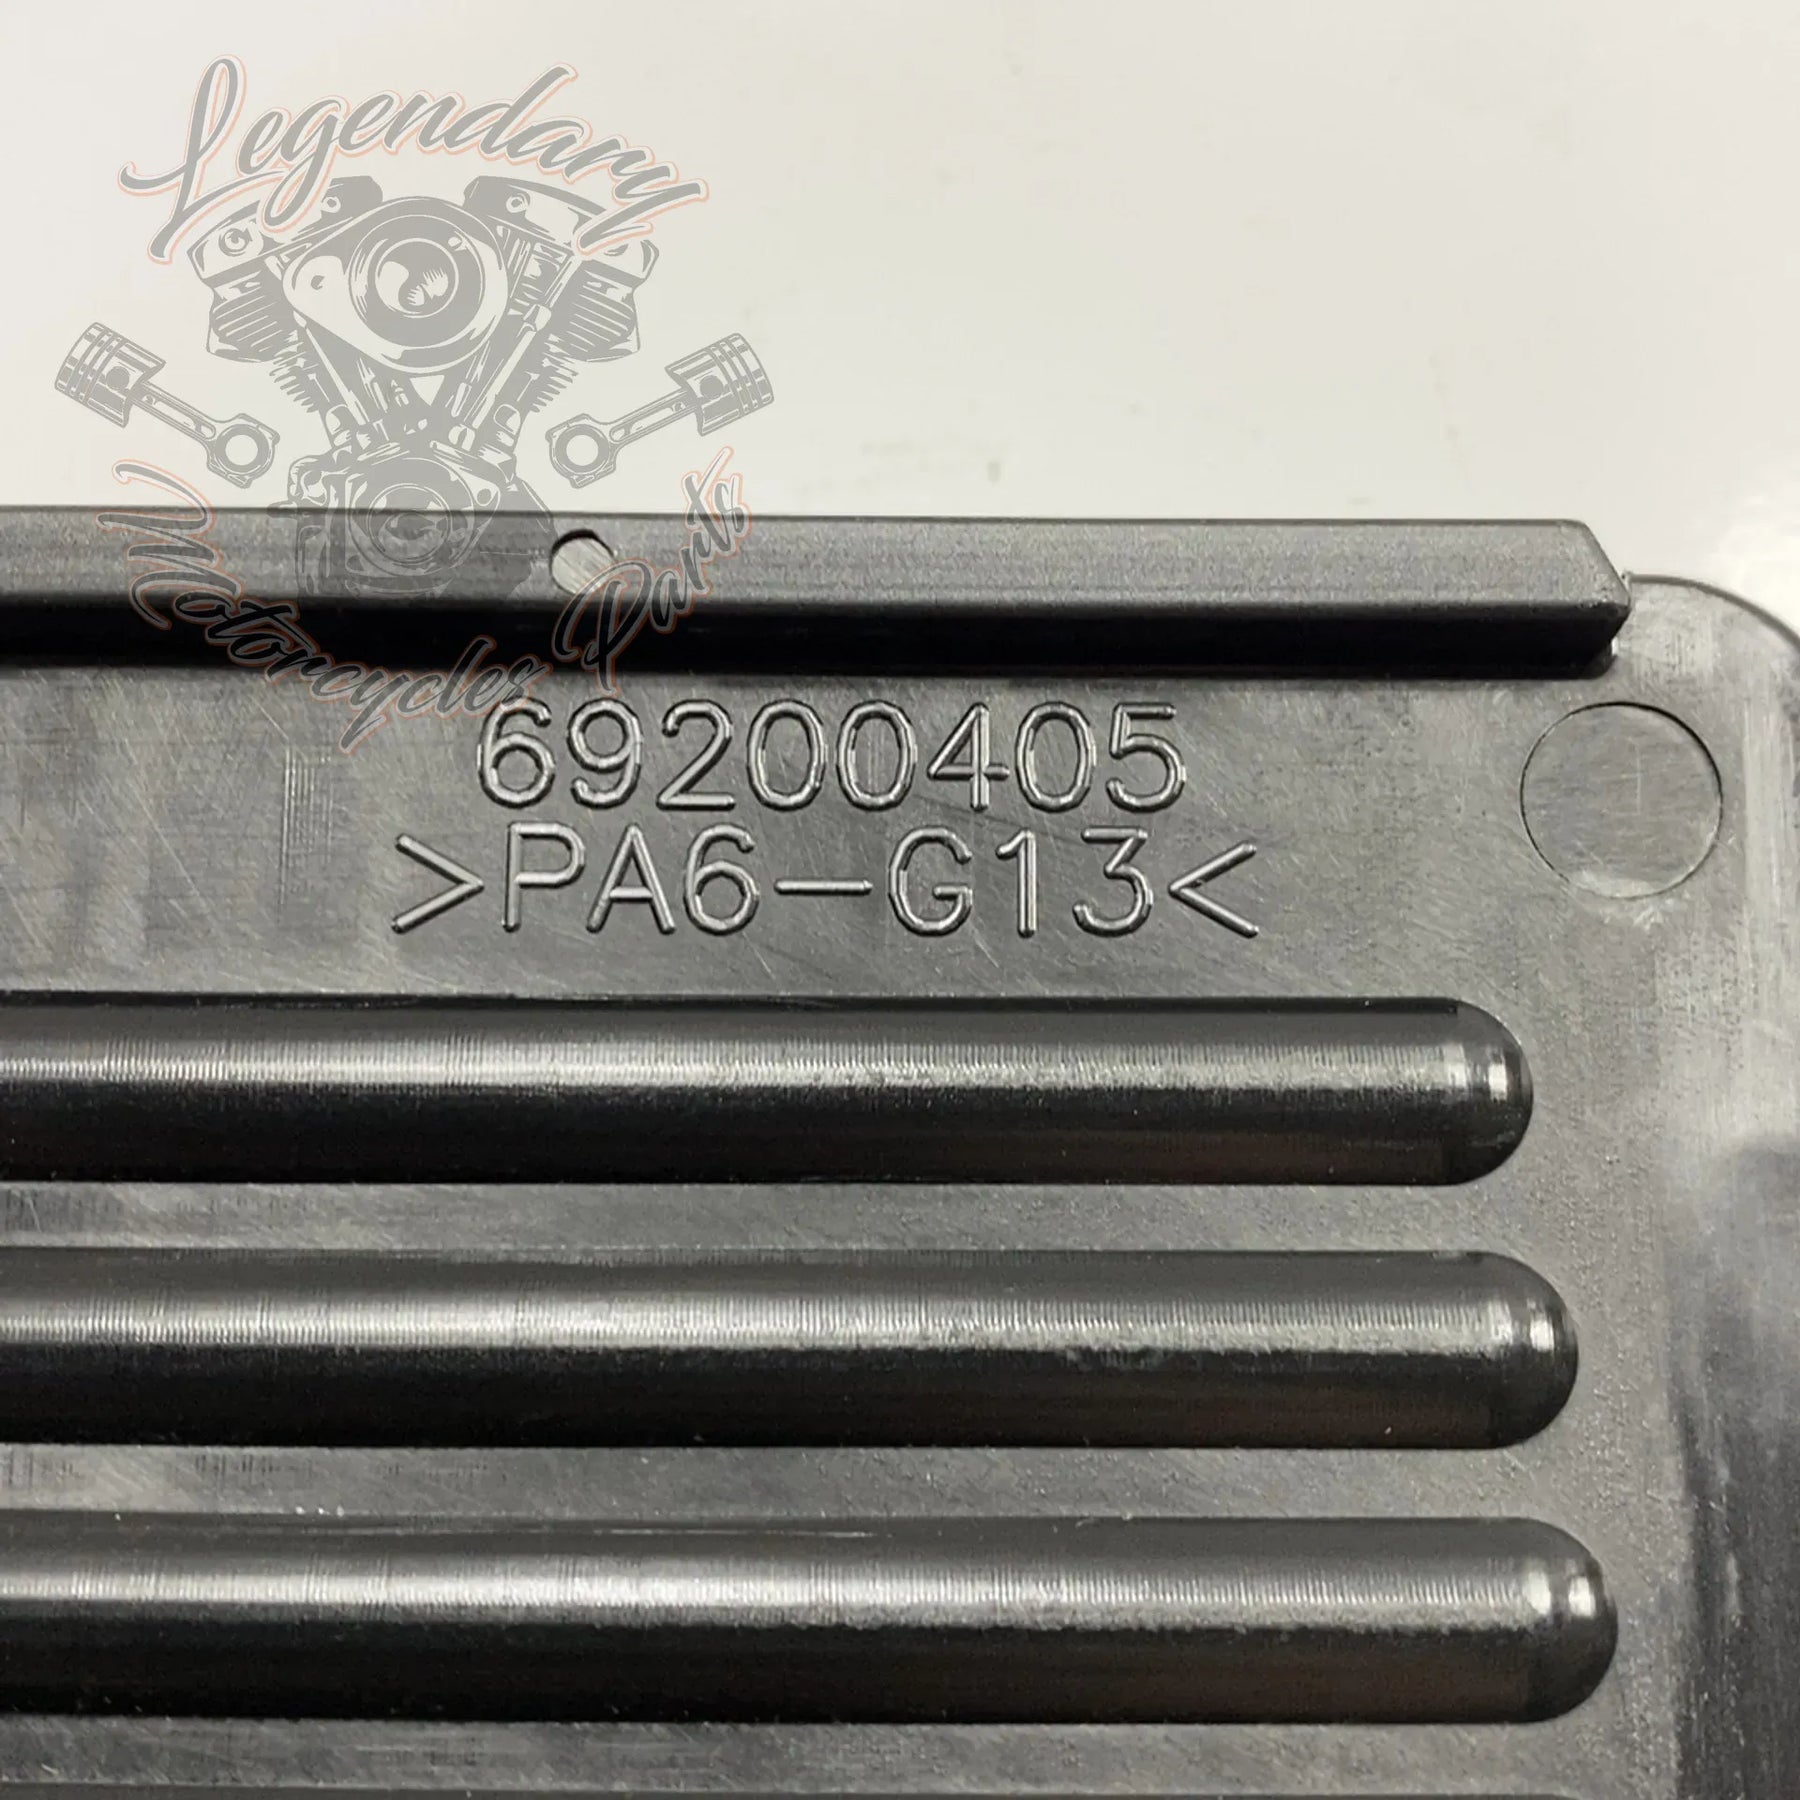 Legendary
Motorcycles Parts
69200405
>PA6-G13<